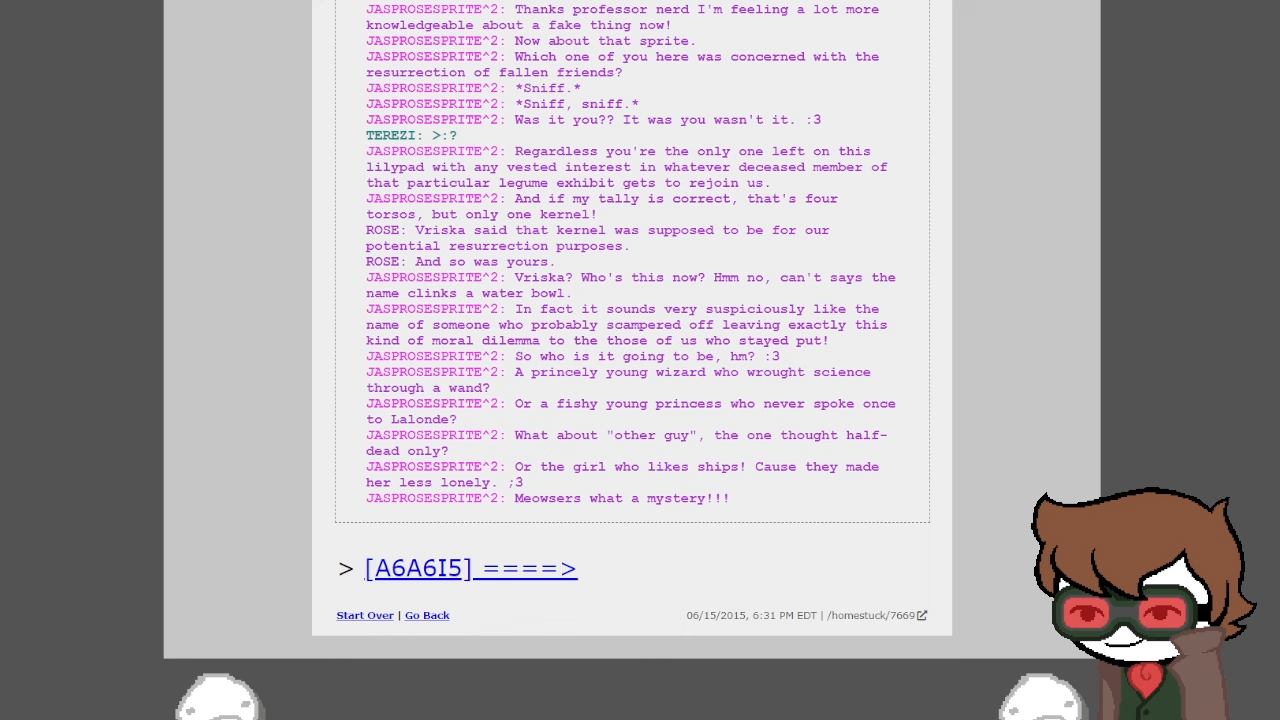 JASPROSESPRITE^2: Thanks professor nerd I'm feeling a lot more
knowledgeable about a fake thing now!
JASPROSESPRITE^2: Now about that sprite.
JASPROSESPRITE^2: Which one of you here was concerned with the
resurrection of fallen friends?
JASPROSESPRITE^2: *Sniff.*
JASPROSESPRITE^2: *Sniff, sniff.*
JASPROSESPRITE^2: Was it you?? It was you wasn't it. :3
TEREZI: >:?
JASPROSESPRITE^2: Regardless you're the only one left on this
lilypad with any vested interest in whatever deceased member of
that particular legume exhibit gets to rejoin us.
JASPROSESPRITE^2: And if my tally is correct, that's four
torsos, but only one kernel!
ROSE: Vriska said that kernel was supposed to be for our
potential resurrection purposes.
ROSE: And so was yours.
JASPROSESPRITE^2: Vriska? Who's this now? Hmm no, can't says the
name clinks a water bowl.
JASPROSESPRITE^2: In fact it sounds very suspiciously like the
name of someone who probably scampered off leaving exactly this
kind of moral dilemma to the those of us who stayed put!
JASPROSESPRITE^2: So who is it going to be, hm? :3
JASPROSESPRITE^2: A princely young wizard who wrought science
through a wand?
JASPROSESPRITE^2: Or a fishy young princess who never spoke once
to Lalonde?
JASPROSESPRITE^2: What about "other guy", the one thought half-
dead only?
JASPROSESPRITE^2: Or the girl who likes ships! Cause they made
her less lonely. ;3
JASPROSESPRITE^2: Meowsers what a mystery!!!
> [A6A6I5] ====>
Start Over | Go Back
06/15/2015, 6:31 PM EDT | /homestuck/7669